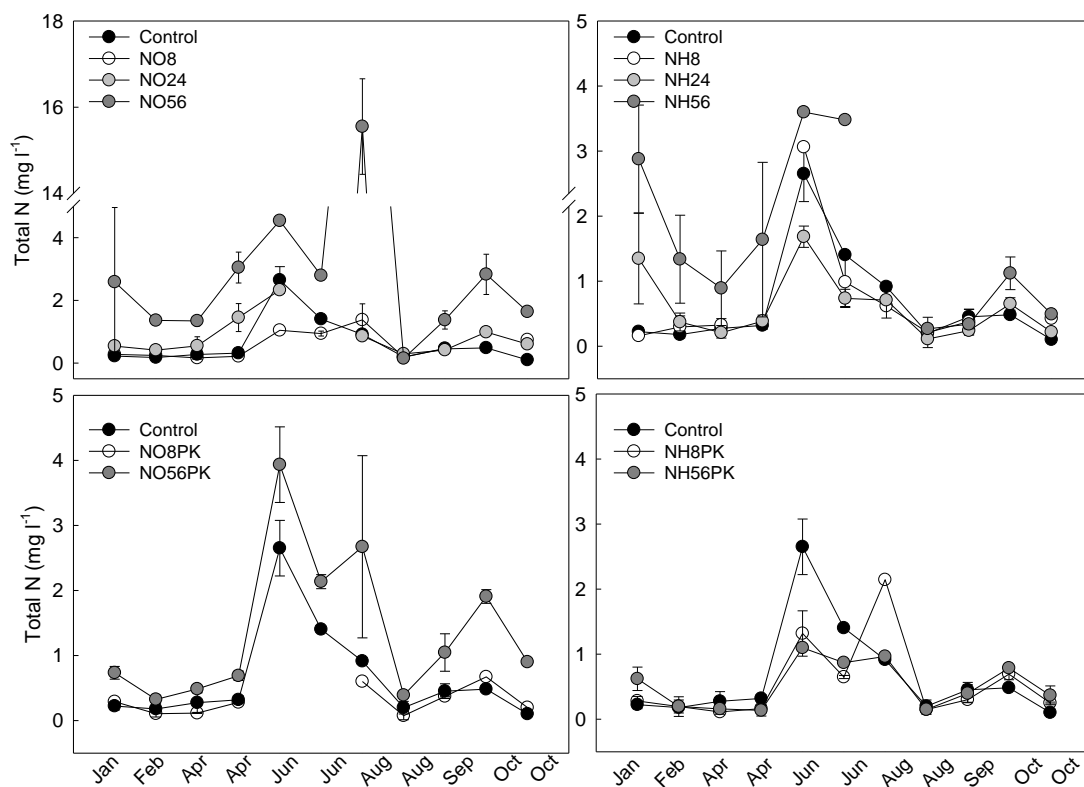 18
16
14
4
2
0
Total N (mg l-1)
Control
NO8
NO24
NO56
5
4
3
2
1
0
Control
NH8
NH24
NH56
5
4
3
2
1
0
Total N (mg l-1)
Control
NO8PK
NO56PK
Jan
Feb
Apr
Apr
Jun
Jun
Aug
Aug
Sep
Oct
Oct
5
4
3
2
1
0
Control
NH8PK
NH56PK
Jan
Feb
Apr
Apr
Jun
Jun
Aug
Aug
Sep
Oct
Oct